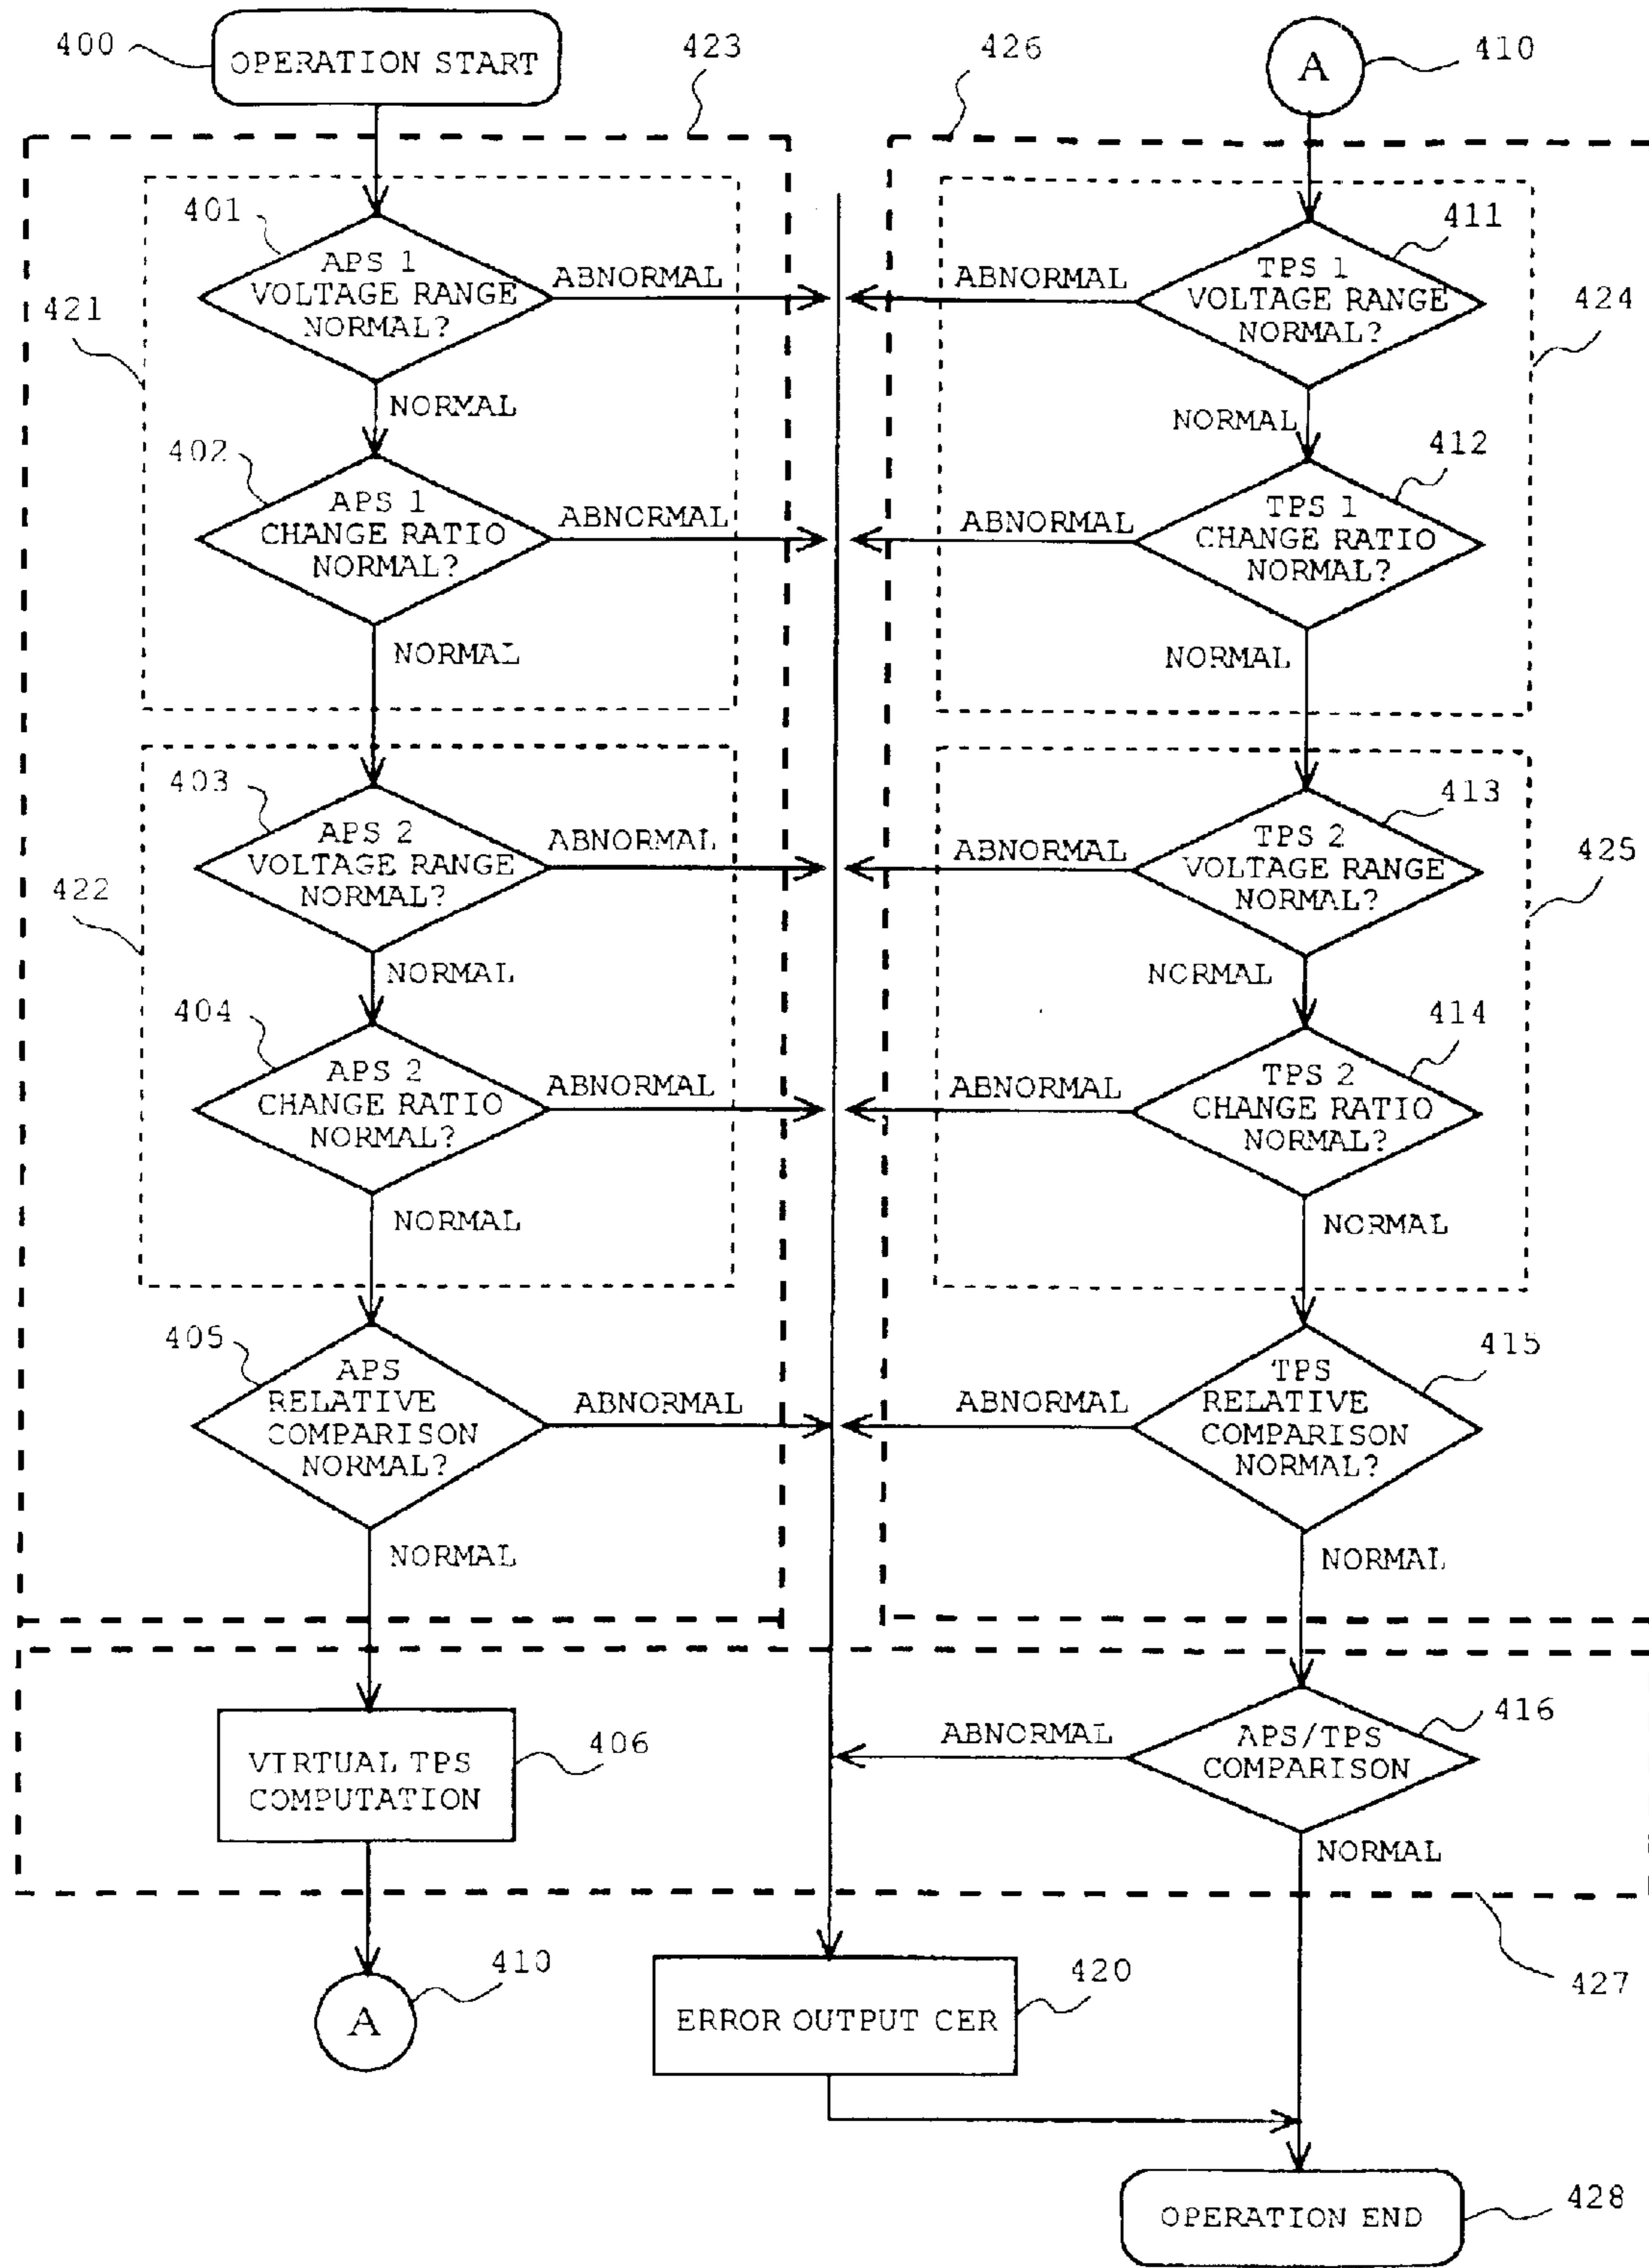 400
OPERATION START
423
426
A
410
401
APS 1
VOLTAGE RANGE
NORMAL?
ABNORMAL
421
NORMAL
402
APS 1
CHANGE RATIO
NORMAL?
ABNORMAL
NORMAL
403
APS 2
VOLTAGE RANGE
NORMAL?
ABNORMAL
422
NORMAL
404
APS 2
CHANGE RATIO
NORMAL?
ABNORMAL
NORMAL
405
APS
RELATIVE
COMPARISON
NORMAL?
ABNORMAL
NORMAL
VIRTUAL TPS
COMPUTATION
406
A
410
411
TPS 1
VOLTAGE RANGE
NORMAL?
ABNORMAL
424
NORMAL
412
TPS 1
CHANGE RATIO
NORMAL?
ABNORMAL
NORMAL
413
TPS 2
VOLTAGE RANGE
NORMAL?
ABNORMAL
425
NORMAL
414
TPS 2
CHANGE RATIO
NORMAL?
ABNORMAL
NORMAL
415
TPS
RELATIVE
COMPARISON
NORMAL?
ABNORMAL
NORMAL
416
APS/TPS
COMPARISON
ABNORMAL
NORMAL
427
420
ERROR OUTPUT CER
OPERATION END
428